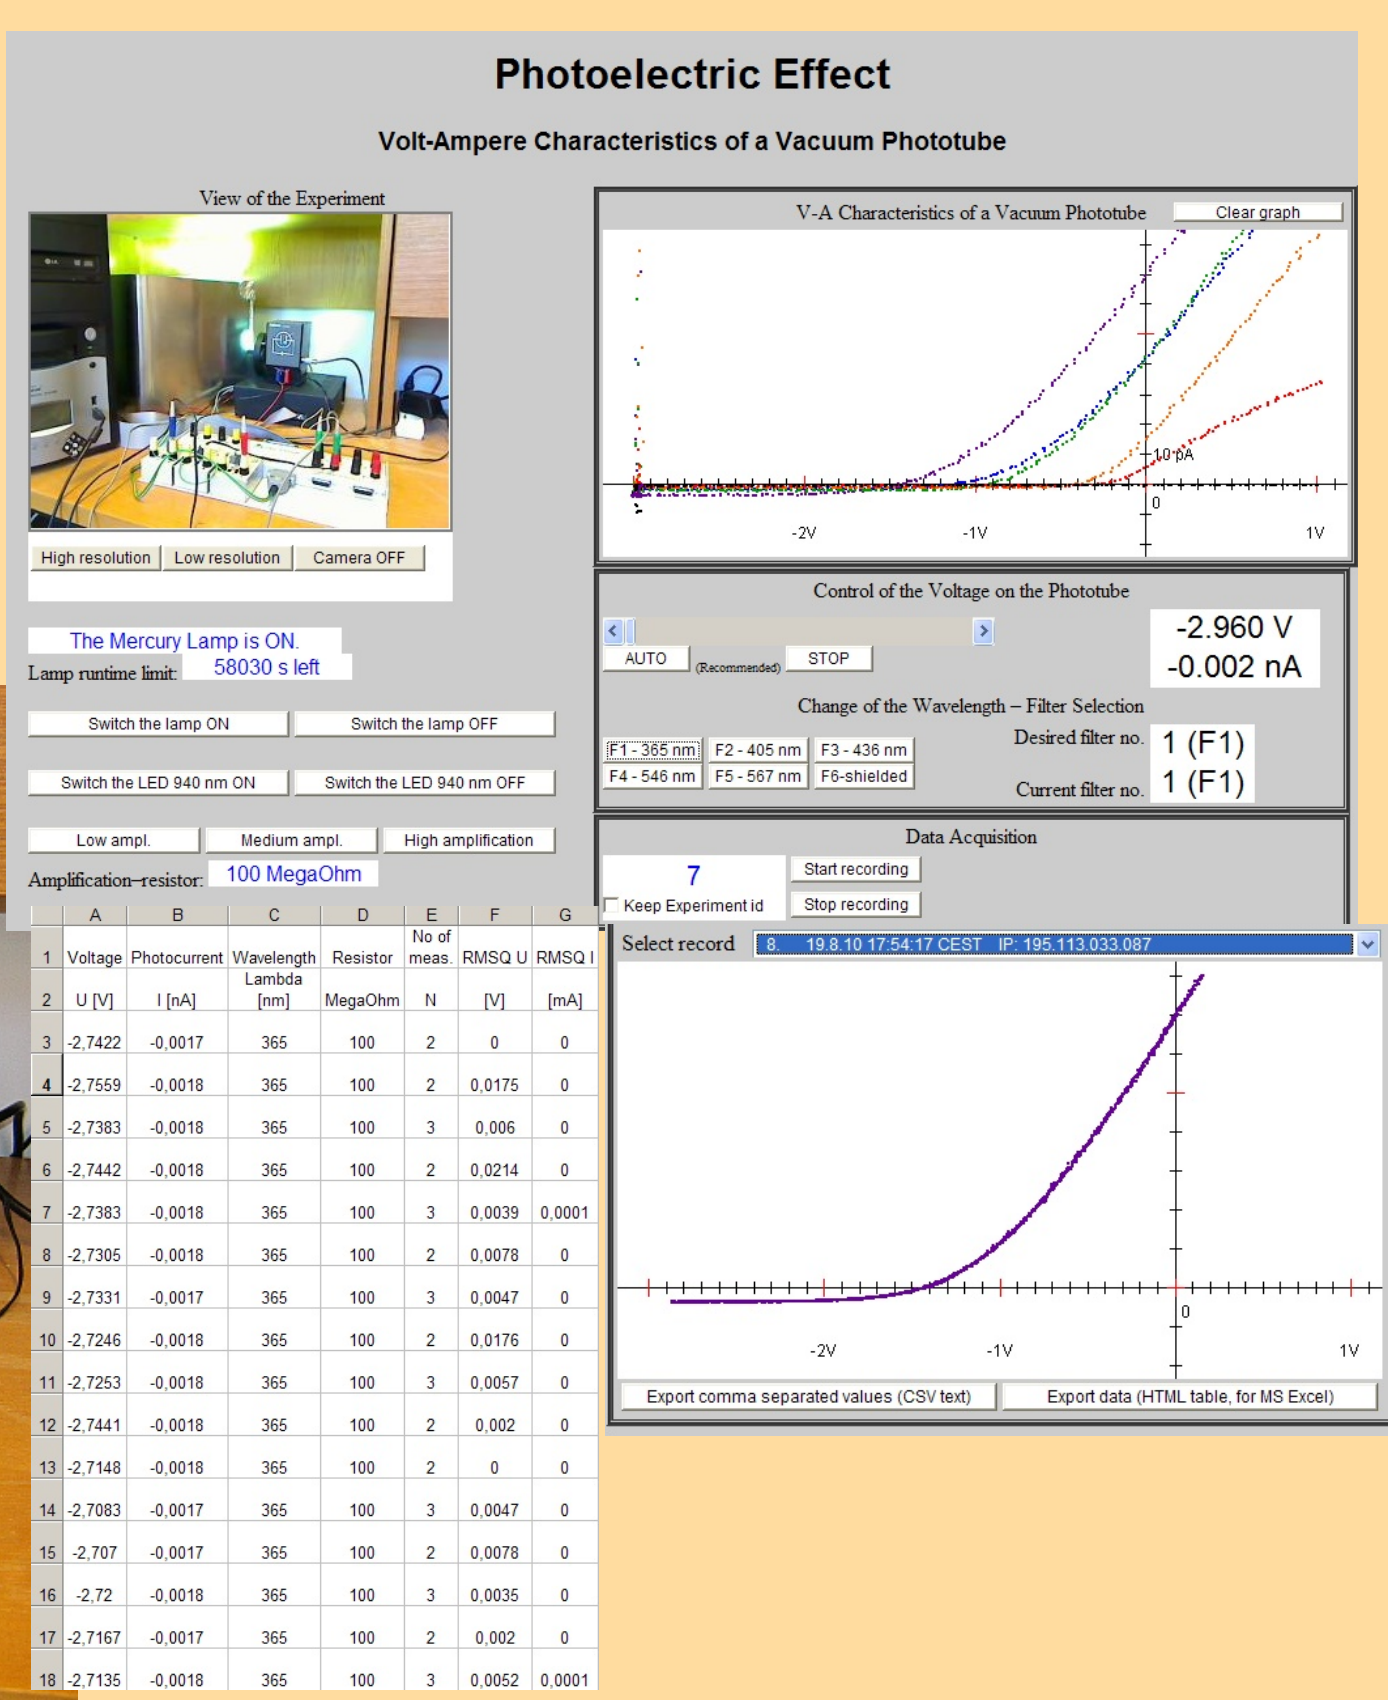 Photoelectric Effect
Volt-Ampere Characteristics of a Vacuum Phototube
View of the Experiment
High resolution Low resolution Camera OFF
The Mercury Lamp is ON.
Lamp runtime limit: 58030 s left
Switch the lamp ON Switch the lamp OFF
Switch the LED 940 nm ON Switch the LED 940 nm OFF
Low ampl. Medium ampl. High amplification
Amplification–resistor: 100 MegaOhm
V-A Characteristics of a Vacuum Phototube Clear graph
10 pA
0
-2V -1V 1V
Control of the Voltage on the Phototube
-2.960 V
AUTO (Recommended) STOP
-0.002 nA
Change of the Wavelength – Filter Selection
F1 - 365 nm F2 - 405 nm F3 - 436 nm Desired filter no. 1 (F1)
F4 - 546 nm F5 - 567 nm F6-shielded Current filter no. 1 (F1)
Data Acquisition
7 Start recording
Keep Experiment id Stop recording
Select record 8. 19.8.10 17:54:17 CEST IP: 195.113.033.087
0
-2V -1V 1V
Export comma separated values (CSV text) Export data (HTML table, for MS Excel)
A B C D E F G
1 Voltage Photocurrent Wavelength Resistor No of meas. RMSQ U RMSQ I
2 U [V] I [nA] Lambda [nm] MegaOhm N [V] [mA]
3 -2,7422 -0,0017 365 100 2 0 0
4 -2,7559 -0,0018 365 100 2 0,0175 0
5 -2,7383 -0,0018 365 100 3 0,006 0
6 -2,7442 -0,0018 365 100 2 0,0214 0
7 -2,7383 -0,0018 365 100 3 0,0039 0,0001
8 -2,7305 -0,0018 365 100 2 0,0078 0
9 -2,7331 -0,0017 365 100 3 0,0047 0
10 -2,7246 -0,0018 365 100 2 0,0176 0
11 -2,7253 -0,0018 365 100 3 0,0057 0
12 -2,7441 -0,0018 365 100 2 0,002 0
13 -2,7148 -0,0018 365 100 2 0 0
14 -2,7083 -0,0017 365 100 3 0,0047 0
15 -2,707 -0,0017 365 100 2 0,0078 0
16 -2,72 -0,0018 365 100 3 0,0035 0
17 -2,7167 -0,0017 365 100 2 0,002 0
18 -2,7135 -0,0018 365 100 3 0,0052 0,0001